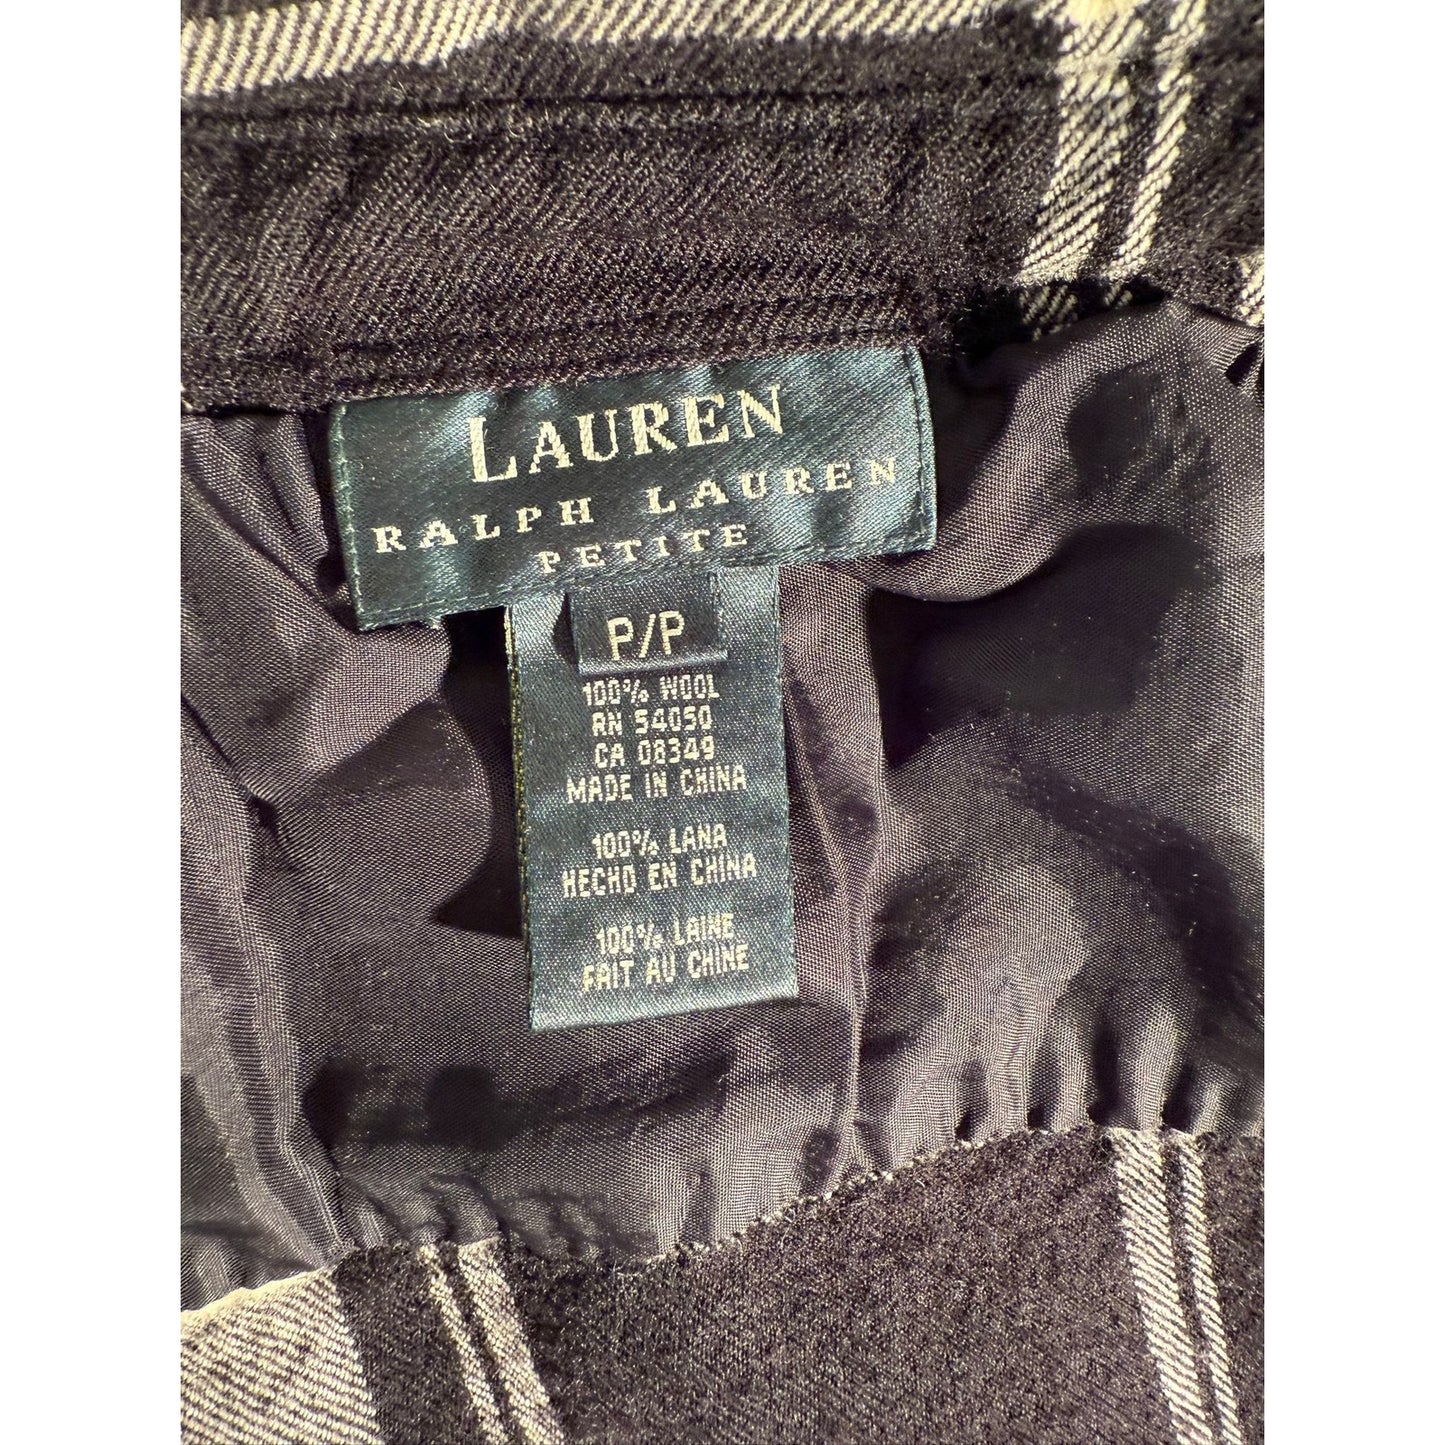 LAUREN
RALPH LAUREN
PETITE
P/P
100% WOOL
RN 54050
CA 08349
MADE IN CHINA
100% LANA
HECHO EN CHINA
100% LAINE
FAIT AU CHINE